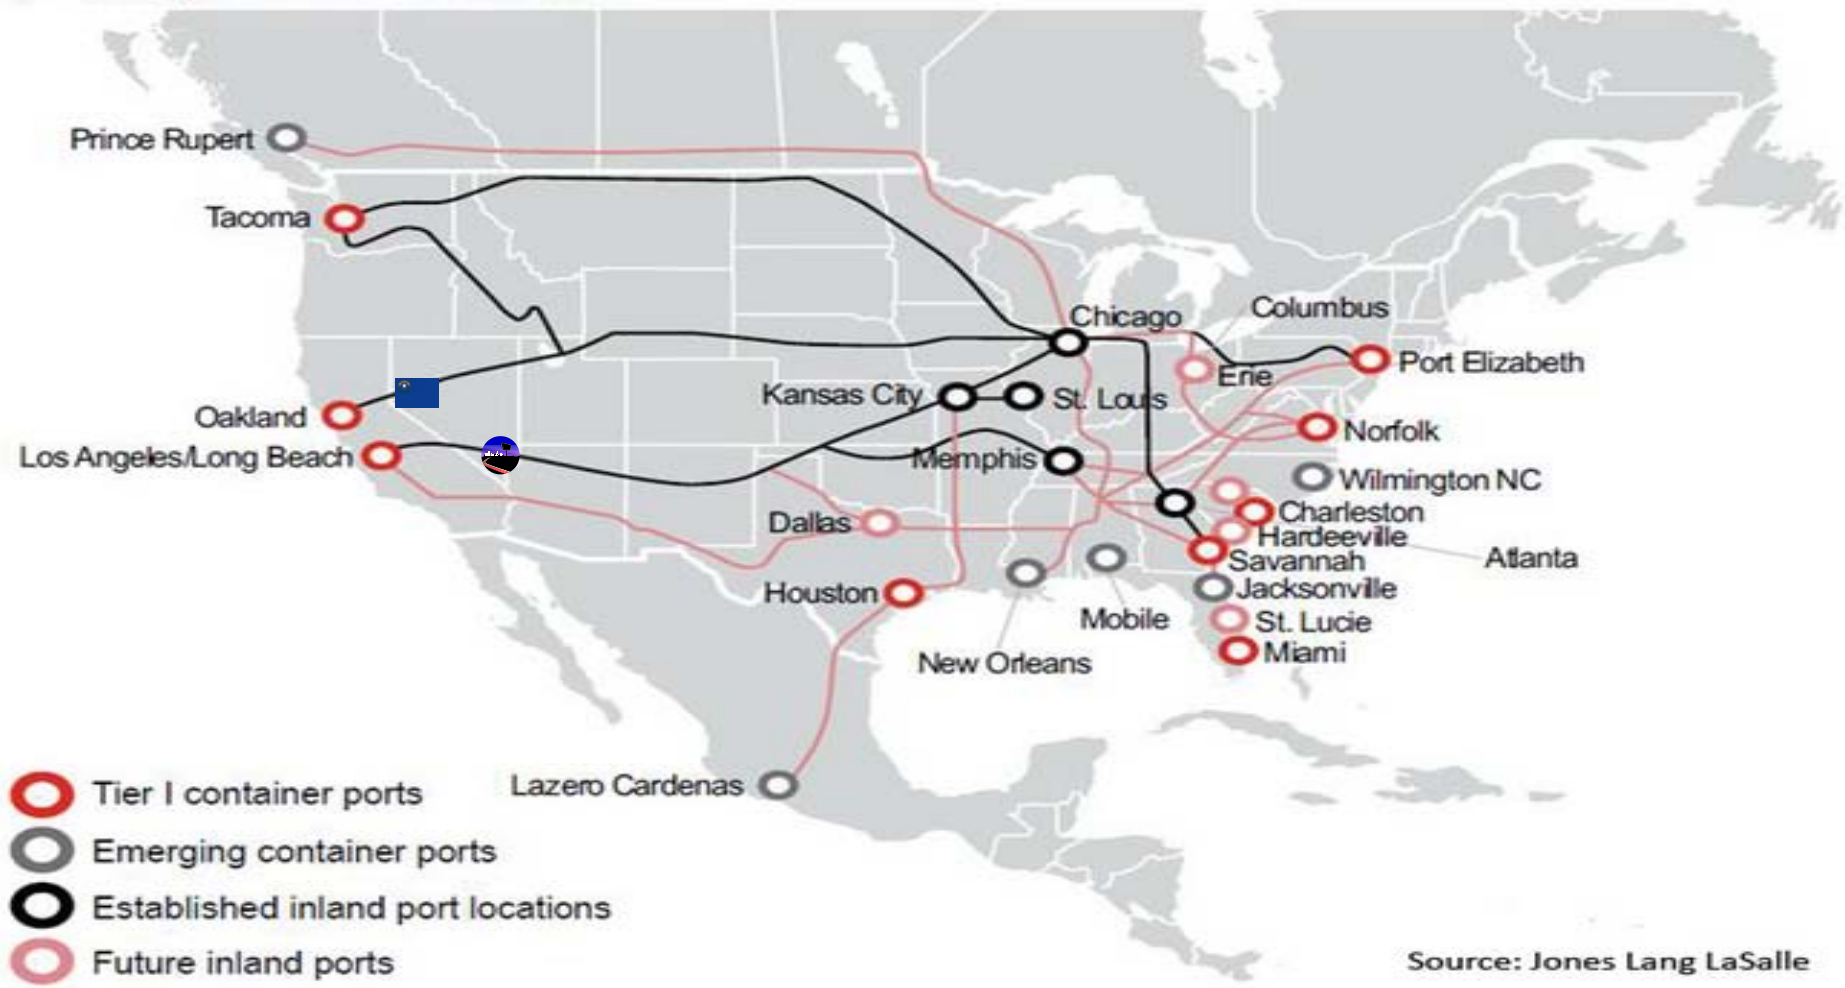 Prince Rupert
Tacoma
Chicago
Columbus
Port Elizabeth
Erie
Kansas City
St. Louis
Oakland
Norfolk
Los Angeles/Long Beach
Memphis
Wilmington NC
Charleston
Dallas
Hardeeville
Atlanta
Savannah
Houston
Jacksonville
Mobile
St. Lucie
New Orleans
Miami
Lazero Cardenas
Tier I container ports
Emerging container ports
Established inland port locations
Future inland ports
Source: Jones Lang LaSalle